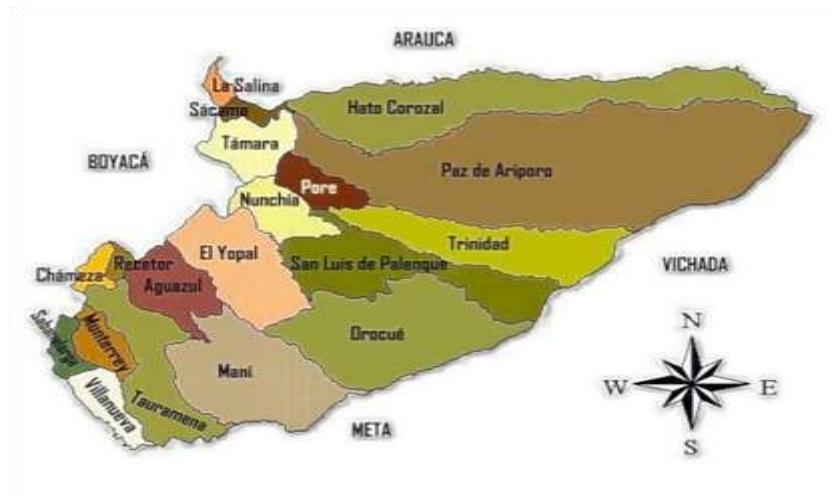 ARAUCA
La Salina
Sácama
Hato Corozal
Támara
BOYACÁ
Paz de Ariporo
Pore
Nunchía
Trinidad
El Yopal
San Luis de Palenque
VICHADA
Recetor
Chámeza
Aguazul
N
Sabanalarga
Monterrey
Orocué
Maní
W
E
Villanueva
Tauramena
META
S